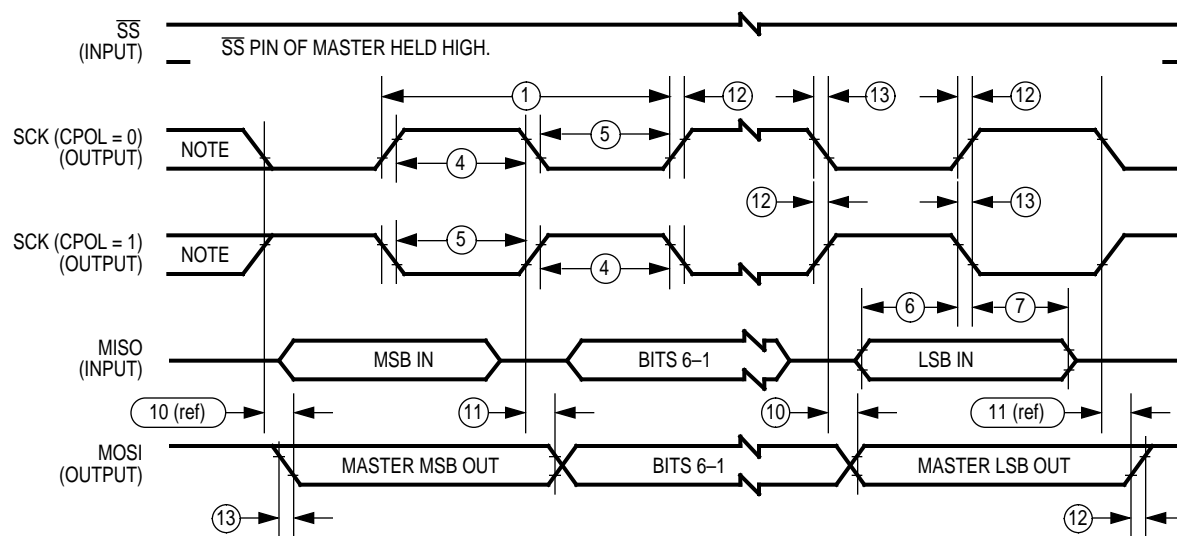 SS
(INPUT)
SS PIN OF MASTER HELD HIGH.
1
12
13
12
SCK (CPOL = 0)
(OUTPUT)
NOTE
5
4
12
13
SCK (CPOL = 1)
(OUTPUT)
NOTE
5
4
6
7
MISO
(INPUT)
MSB IN
BITS 6–1
LSB IN
10 (ref)
11
10
11 (ref)
MOSI
(OUTPUT)
MASTER MSB OUT
BITS 6–1
MASTER LSB OUT
13
12